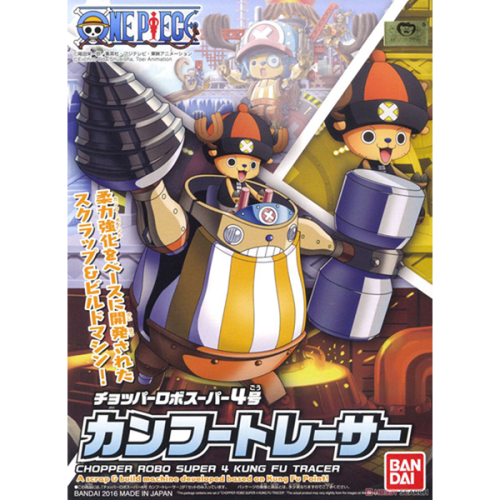 ONE PIECE
柔力強化をベースに開発された
スクラップ&ビルドマシン!
チョッパーロボスーパー4号
ごう
カンフートレーサー
CHOPPER ROBO SUPER 4 KUNG FU TRACER
A scrap & build machine developed based on Kung Fu Point!
BANDAI 2016 MADE IN JAPAN
BAN
DAI